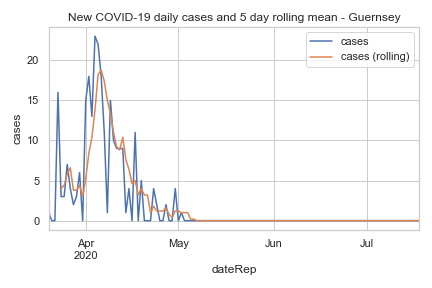 New COVID-19 daily cases and 5 day rolling mean - Guernsey
cases
cases (rolling)
20
15
10
5
0
cases
Apr
2020
May
Jun
Jul
dateRep